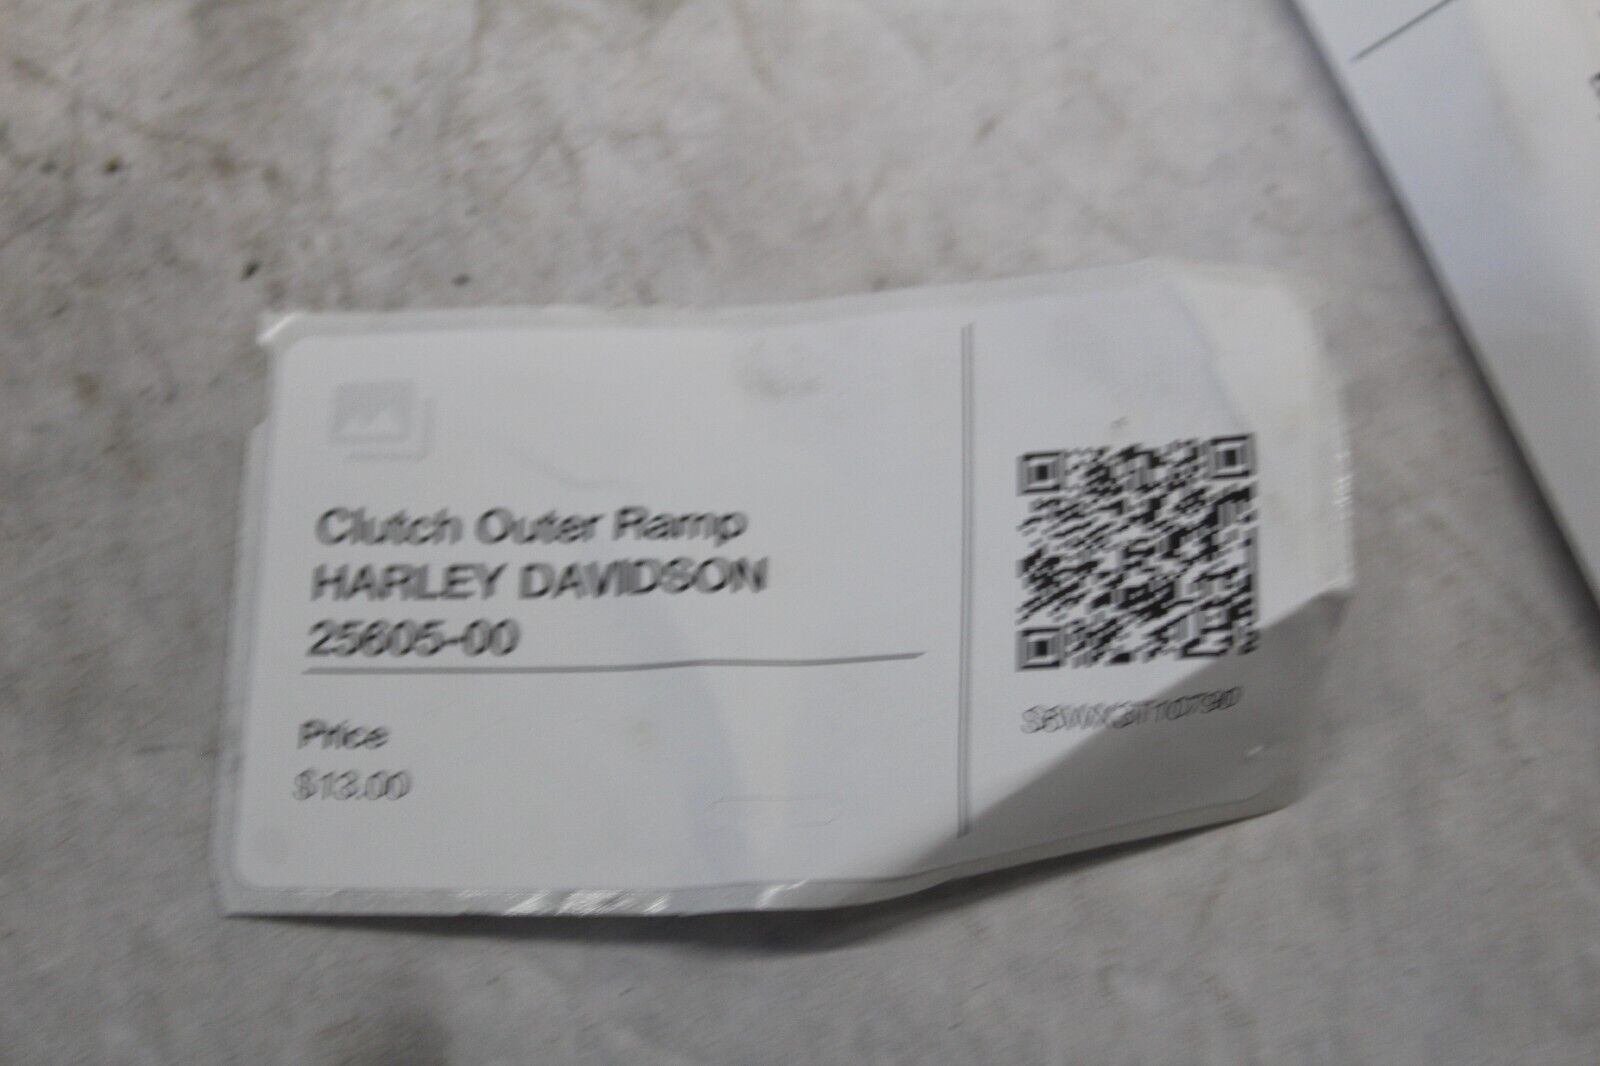 Clutch Outer Ramp
HARLEY DAVIDSON
25605-00
Price
$13.00